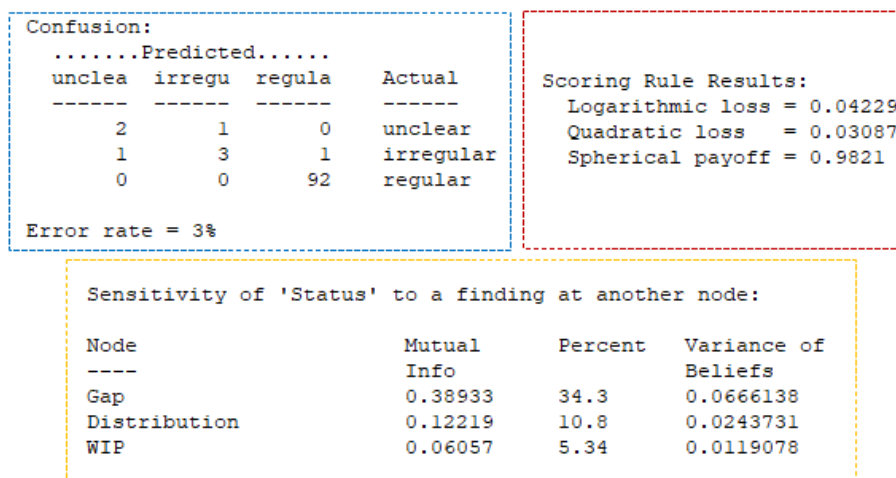 Confusion:
.......Predicted......
unclea irregu regula Actual
------ ------ ------ ------
2 1 0 unclear
1 3 1 irregular
0 0 92 regular
Error rate = 3%
Scoring Rule Results:
Logarithmic loss = 0.04229
Quadratic loss = 0.03087
Spherical payoff = 0.9821
Sensitivity of 'Status' to a finding at another node:
Node Mutual Percent Variance of
---- Info Beliefs
Gap 0.38933 34.3 0.0666138
Distribution 0.12219 10.8 0.0243731
WIP 0.06057 5.34 0.0119078